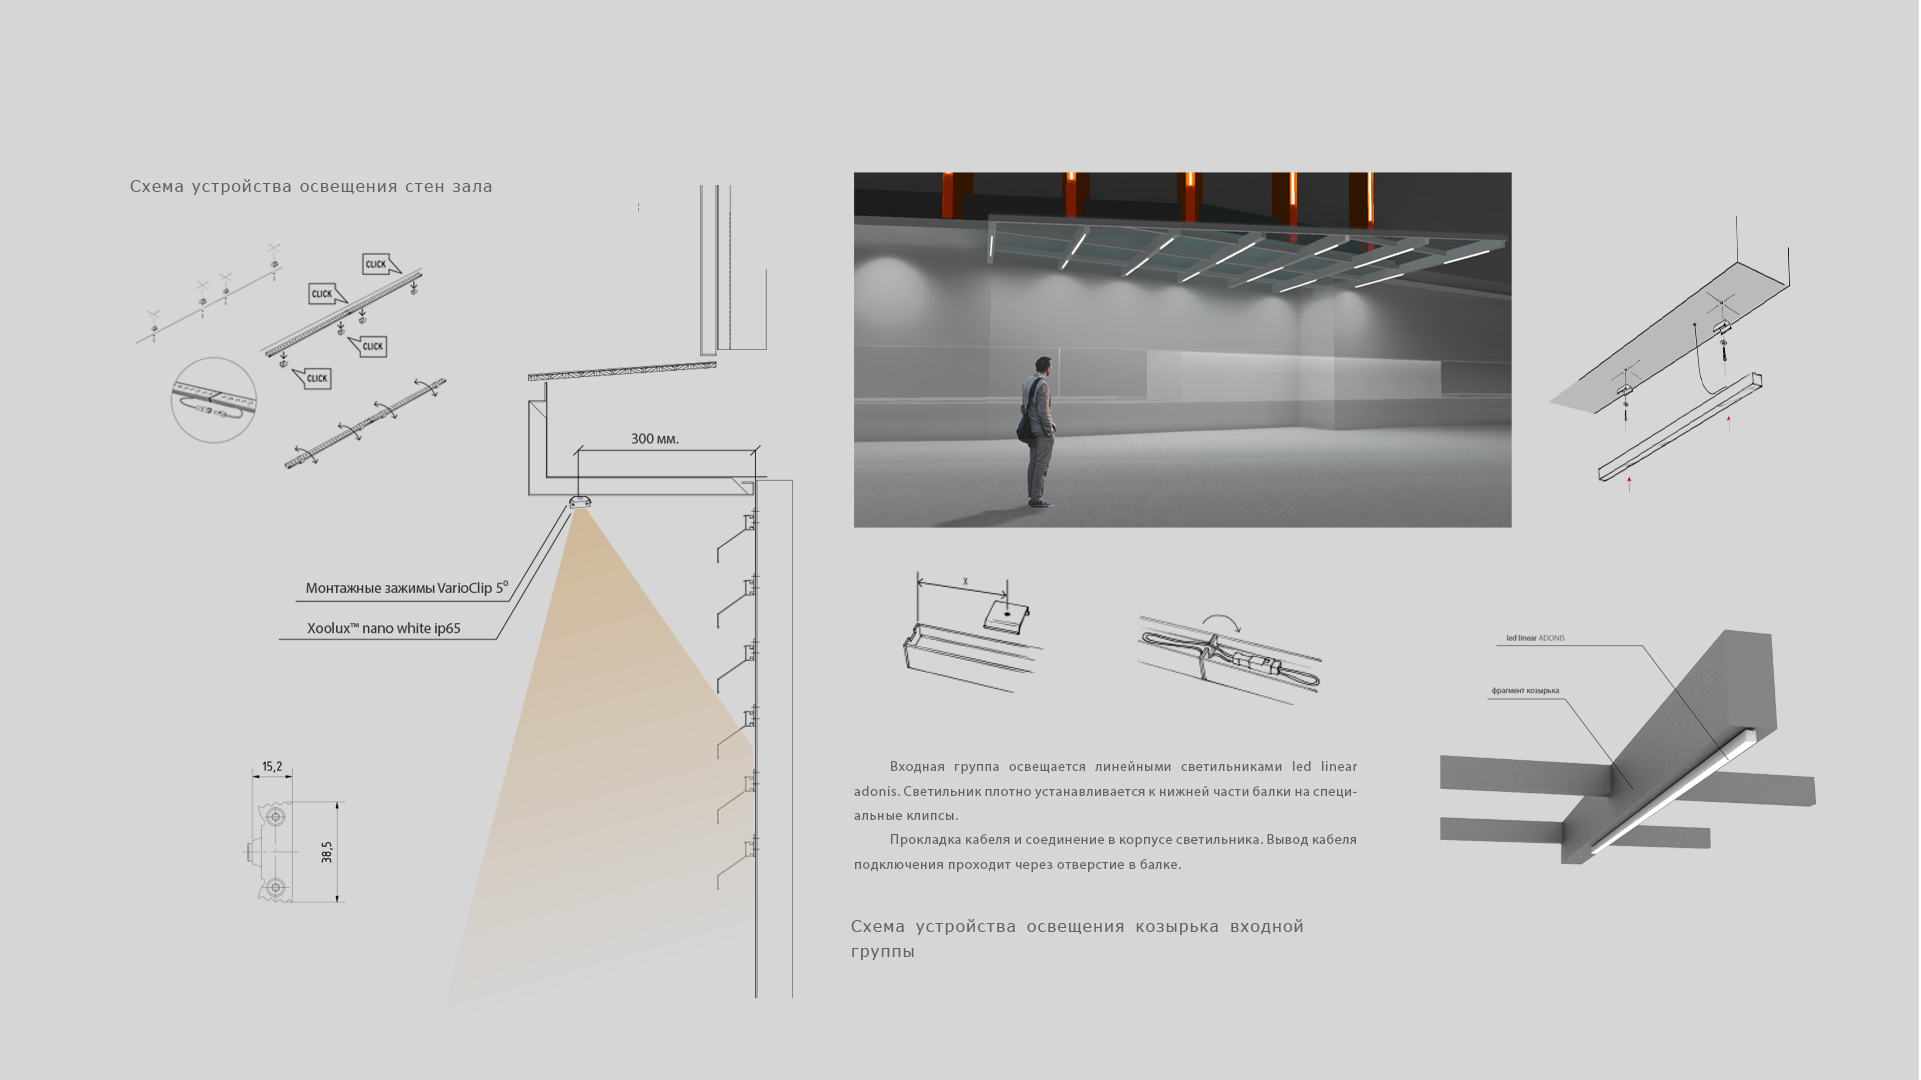 Схема устройства освещения стен зала
CLICK
CLICK
CLICK
CLICK
300 мм.
Монтажные зажимы VarioClip 5⁰
Xoolux™ nano white ip65
15,2
38,5
X
led linear ADONIS
фрагмент козырька
Входная группа освещается линейными светильниками led linear
adonis. Светильник плотно устанавливается к нижней части балки на специ-
альные клипсы.
Прокладка кабеля и соединение в корпусе светильника. Вывод кабеля
подключения проходит через отверстие в балке.
Схема устройства освещения козырька входной
группы